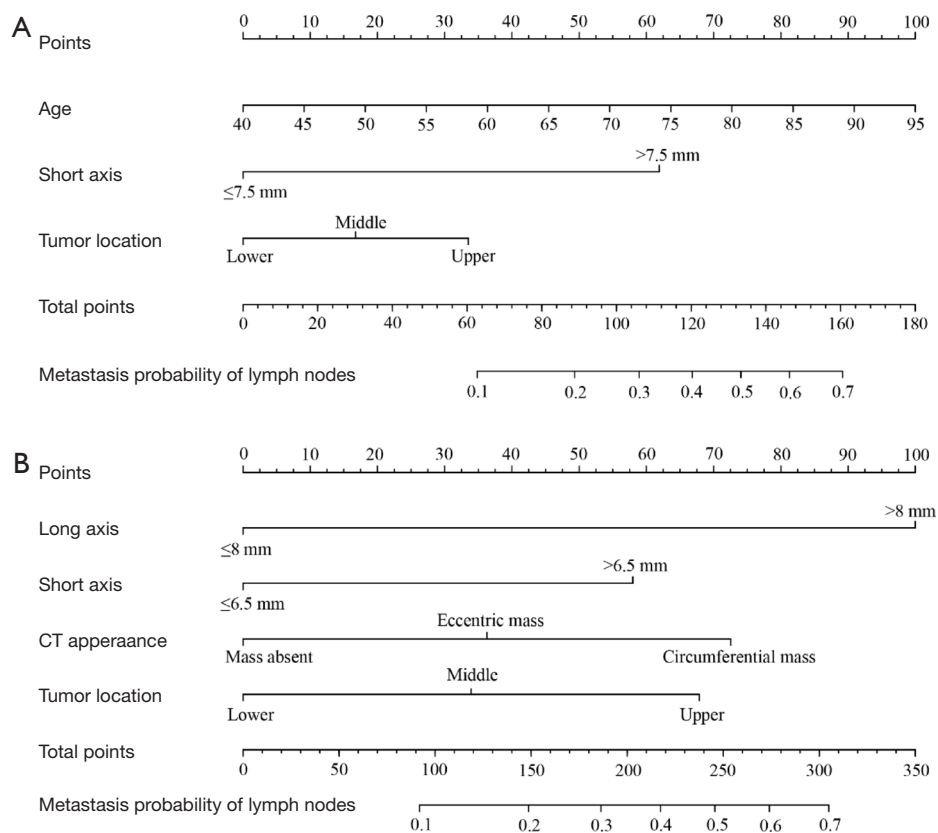 A
0 10 20 30 40 50 60 70 80 90 100
Points
Age
40 45 50 55 60 65 70 75 80 85 90 95
>7.5 mm
Short axis
≤7.5 mm
Middle
Tumor location
Lower Upper
Total points
0 20 40 60 80 100 120 140 160 180
Metastasis probability of lymph nodes
0.1 0.2 0.3 0.4 0.5 0.6 0.7
B
0 10 20 30 40 50 60 70 80 90 100
Points
>8 mm
Long axis
≤8 mm
>6.5 mm
Short axis
≤6.5 mm
Eccentric mass
CT apperaance
Mass absent Circumferential mass
Middle
Tumor location
Lower Upper
Total points
0 50 100 150 200 250 300 350
Metastasis probability of lymph nodes
0.1 0.2 0.3 0.4 0.5 0.6 0.7